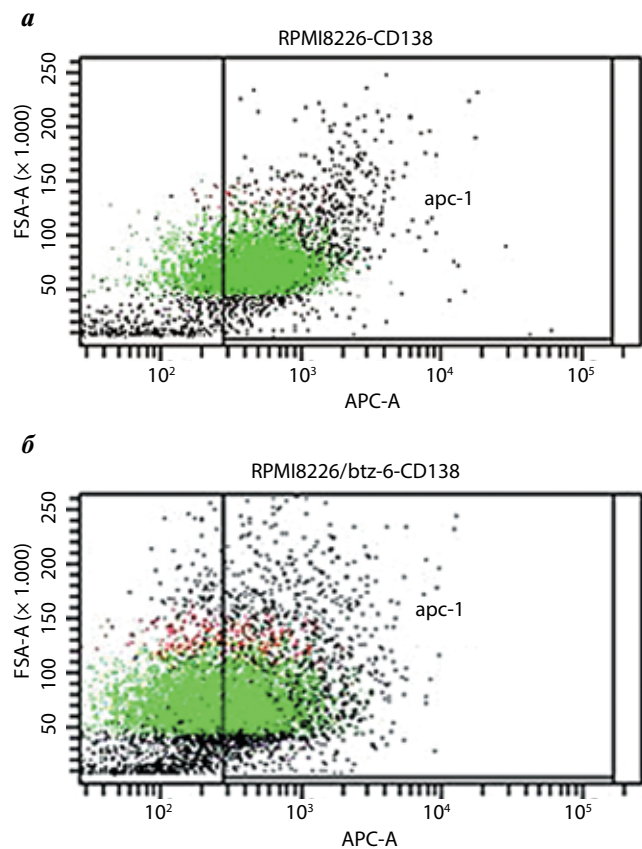 а
RPMI8226-CD138
FSA-A (× 1.000)
250
200
150
100
50
apc-1
10²
10³
10⁴
10⁵
APC-A
б
RPMI8226/btz-6-CD138
FSA-A (× 1.000)
250
200
150
100
50
apc-1
10²
10³
10⁴
10⁵
APC-A